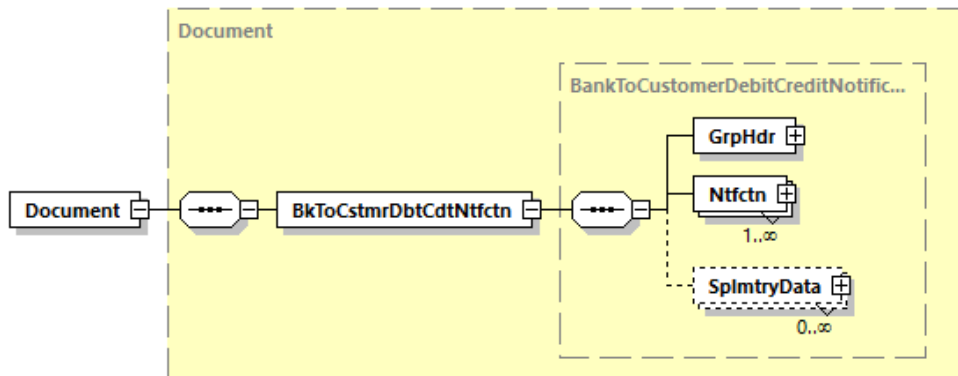 Document
BankToCustomerDebitCreditNotific...
GrpHdr
Document
BkToCstmrDbtCdtNtfctn
Ntfctn
1..∞
SplmtryData
0..∞